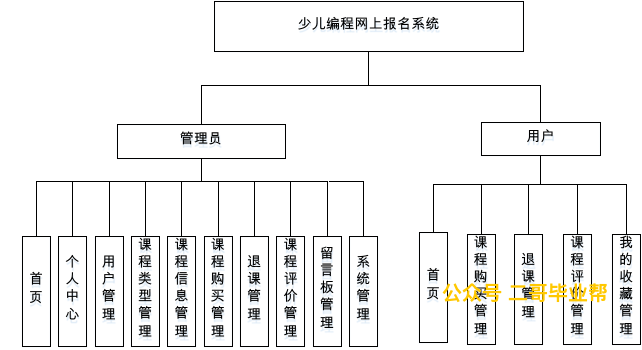 少儿编程网上报名系统
管理员
用户
首页
个人中心
用户管理
课程类型管理
课程信息管理
课程购买管理
退课管理
课程评价管理
留言板管理
系统管理
首页
课程购买管理
退课管理
课程评价管理
我的收藏管理
公众号 二哥毕业帮